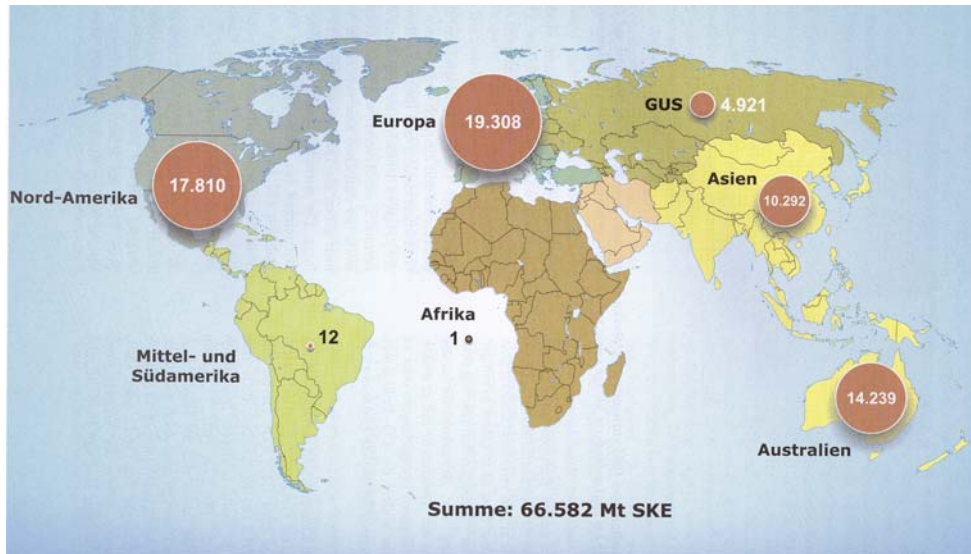 Europa
19.308
GUS
4.921
Nord-Amerika
17.810
Asien
10.292
Afrika
1
12
Mittel- und
Südamerika
14.239
Australien
Summe: 66.582 Mt SKE